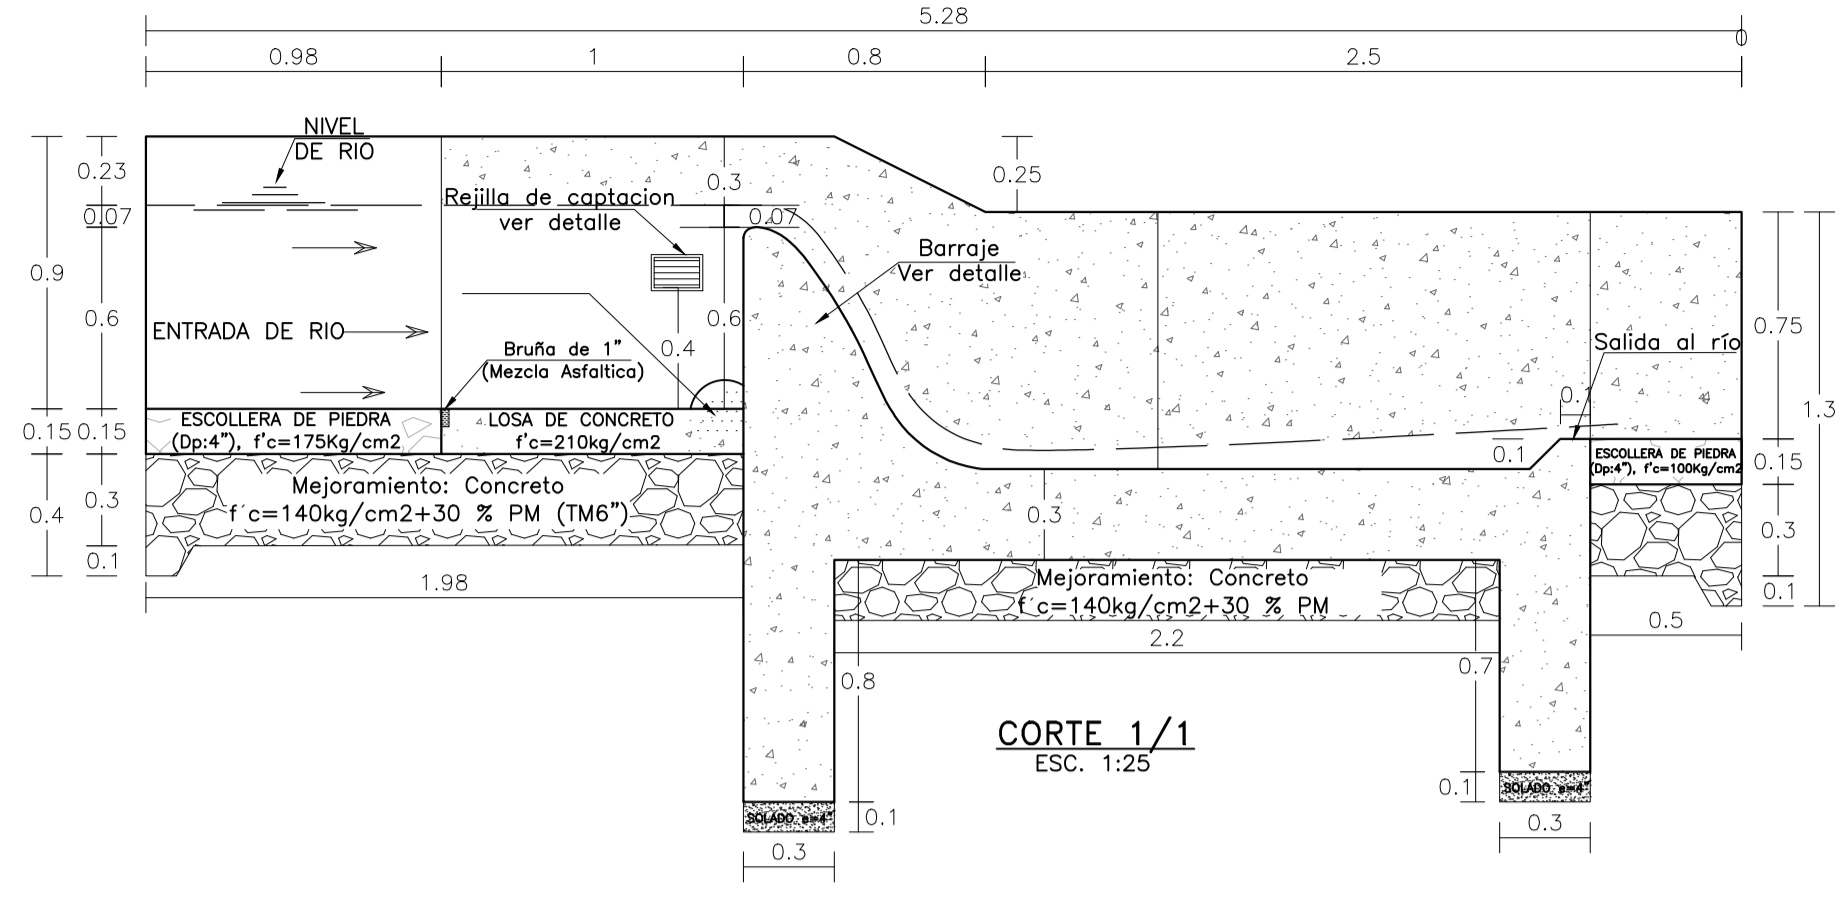 5.28
0
0.98
1
0.8
2.5
NIVEL
DE RIO
0.23
0.07
0.9
0.6
0.3
0.25
Rejilla de captacion
ver detalle
0.07
Barraje
Ver detalle
ENTRADA DE RIO
0.6
0.4
Bruña de 1”
(Mezcla Asfaltica)
0.75
Salida al río
0.1
1.3
0.15
0.15
ESCOLLERA DE PIEDRA
(Dp:4”), f'c=175Kg/cm2
LOSA DE CONCRETO
f'c=210kg/cm2
0.1
ESCOLLERA DE PIEDRA
(Dp:4”), f'c=100Kg/cm2
0.15
Mejoramiento: Concreto
f´c=140kg/cm2+30 % PM (TM6”)
0.4
0.3
0.1
0.3
0.3
0.1
1.98
Mejoramiento: Concreto
f´c=140kg/cm2+30 % PM
2.2
0.5
0.8
0.7
CORTE 1/1
ESC. 1:25
0.1
SOLADO e=4”
0.3
SOLADO e=4”
0.1
0.3